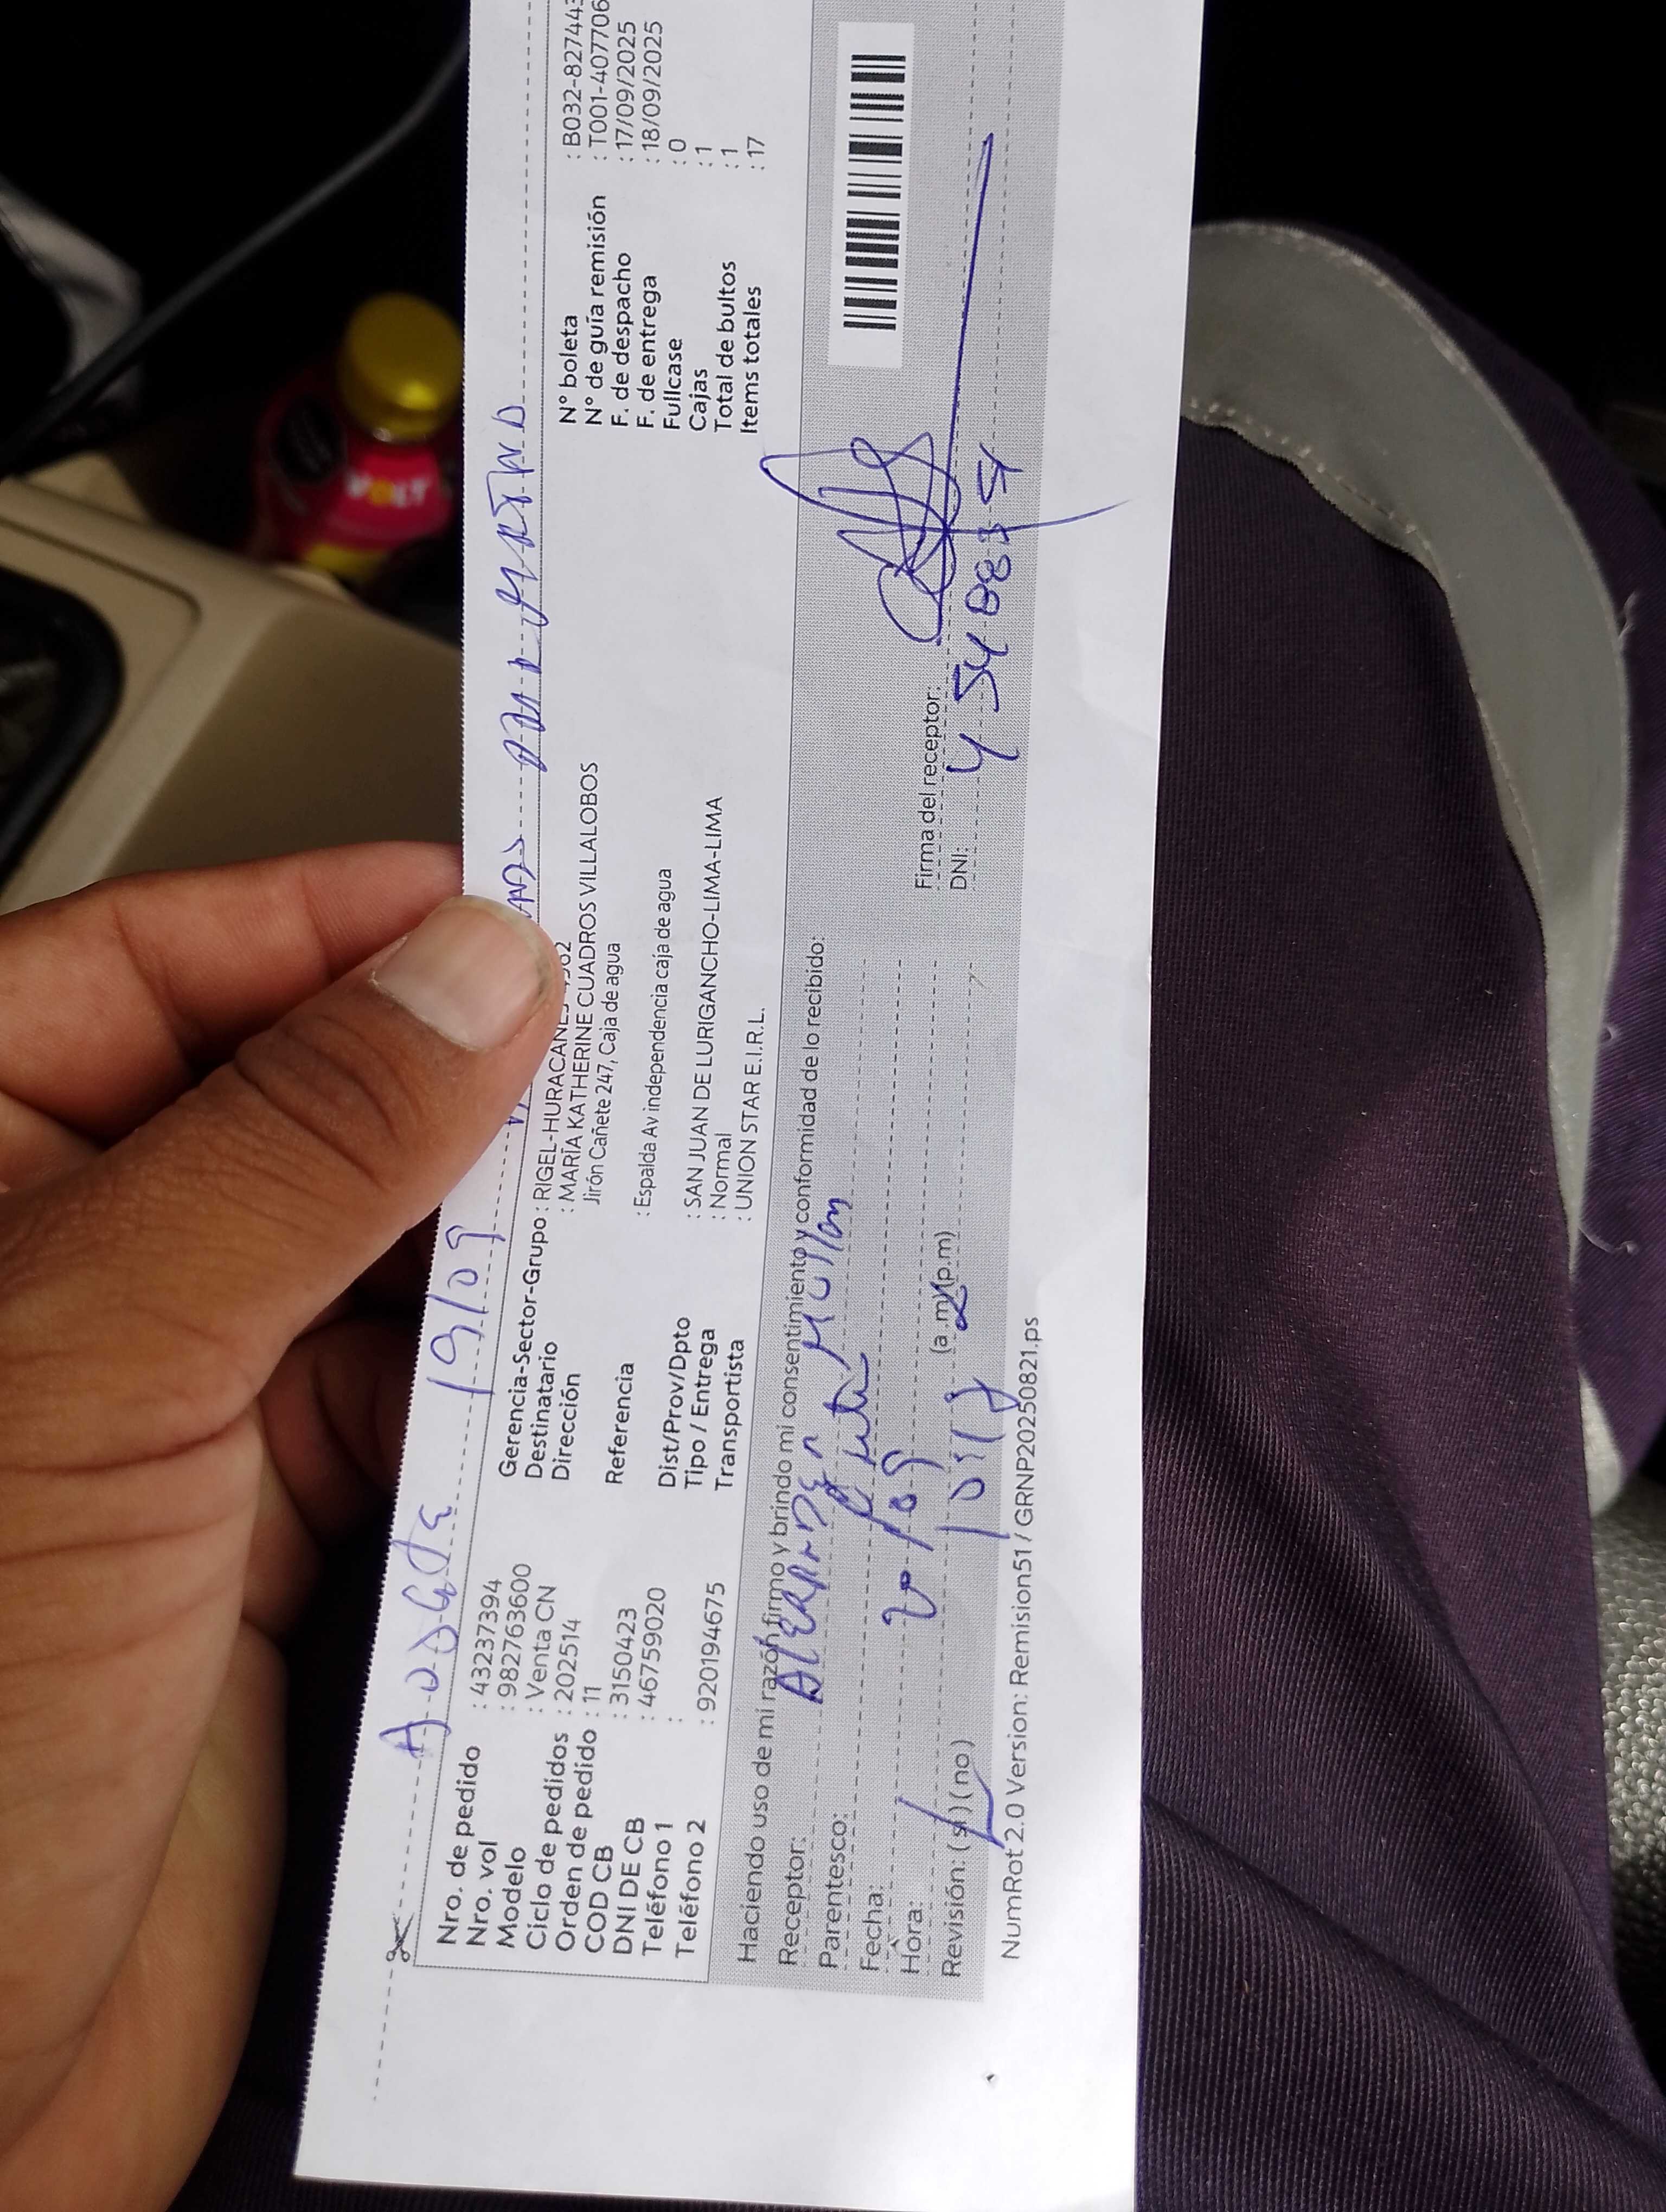 19/09
Nro. de pedido : 43237394
Nro. vol : 982763600
Modelo : Venta CN
Ciclo de pedidos : 202514
Orden de pedido : 11
COD CB : 3150423
DNI DE CB : 46759020
Teléfono 1 :
Teléfono 2 : 920194675
Gerencia-Sector-Grupo : RIGEL-HURACANES
Destinatario : MARÍA KATHERINE CUADROS VILLALOBOS
Dirección Jirón Cañete 247, Caja de agua
Referencia : Espalda Av independencia caja de agua
Dist/Prov/Dpto : SAN JUAN DE LURIGANCHO-LIMA-LIMA
Tipo / Entrega : Normal
Transportista : UNION STAR E.I.R.L.
N° boleta : B032-827443
N° de guía remisión : T001-407706
F. de despacho : 17/09/2025
F. de entrega : 18/09/2025
Fullcase : 0
Cajas : 1
Total de bultos : 1
Items totales : 17
Haciendo uso de mi razón firmo y brindo mi consentimiento y conformidad de lo recibido:
Receptor:
Parentesco:
Fecha:
Hora: (a.m)(p.m)
Revisión: (si) (no)
Firma del receptor:
DNI:
NumRot 2.0 Version: Remision51 / GRNP20250821.ps
VOLT